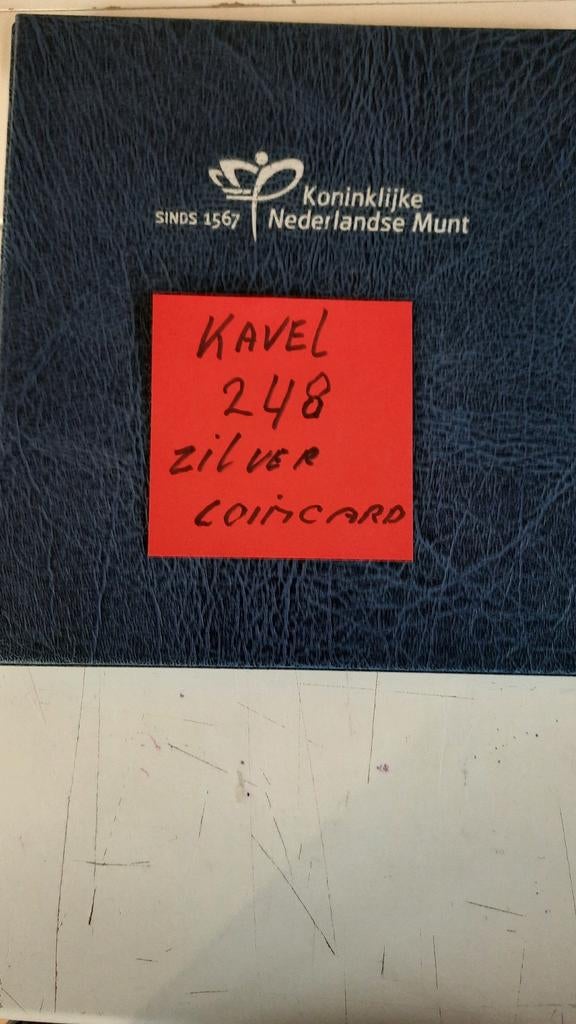 Koninklijke
SINDS 1567 Nederlandse Munt
KAVEL
248
ZilVER
COiNCARD